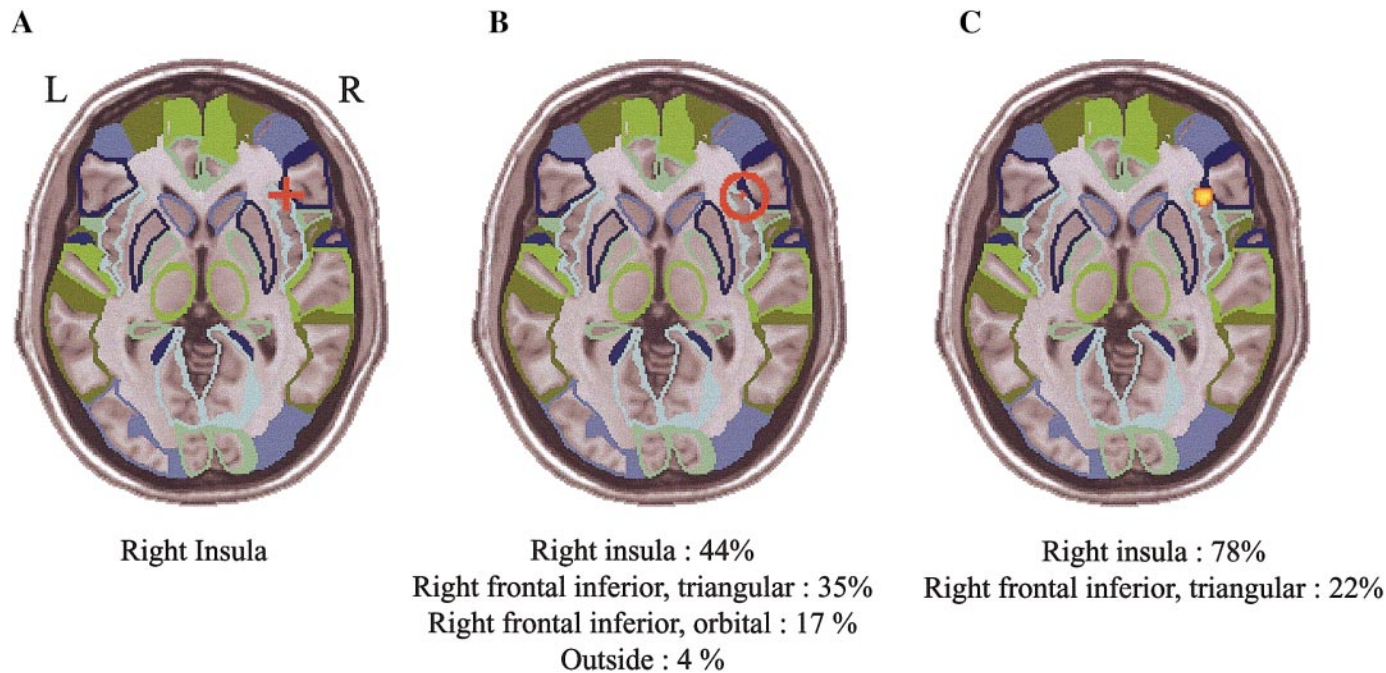 A
B
C
L
R
Right Insula
Right insula : 44%
Right frontal inferior, triangular : 35%
Right frontal inferior, orbital : 17 %
Outside : 4 %
Right insula : 78%
Right frontal inferior, triangular : 22%